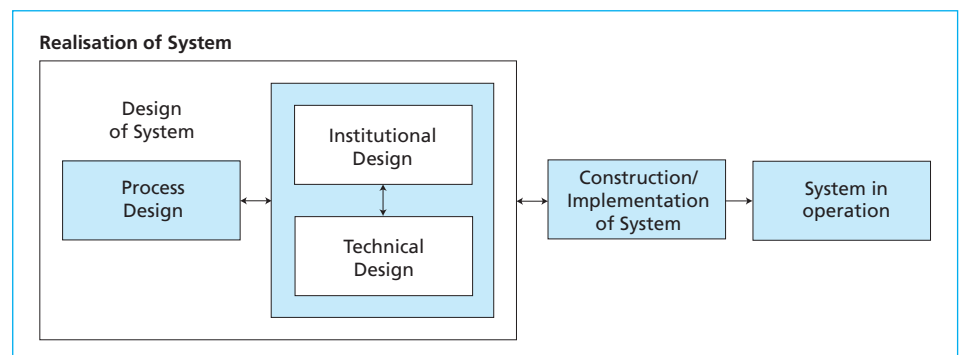 Realisation of System
Design
of System
Process
Design
Institutional
Design
Technical
Design
Construction/
Implementation
of System
System in
operation